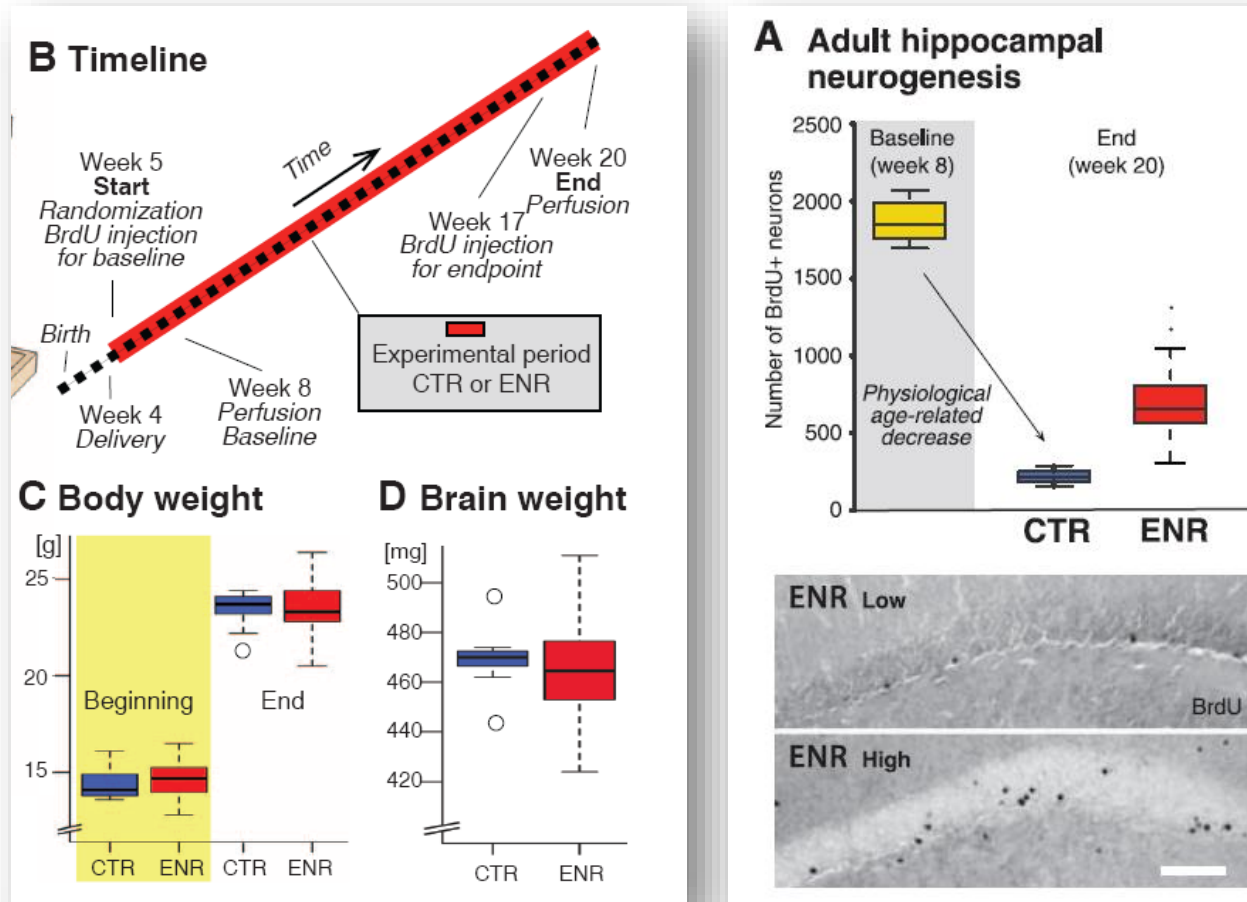 B Timeline
Time
Week 5
Start
Randomization
BrdU injection
for baseline
Birth
Week 4
Delivery
Week 8
Perfusion
Baseline
Week 17
BrdU injection
for endpoint
Week 20
End
Perfusion
Experimental period
CTR or ENR
C Body weight
[g]
25
20
15
Beginning
End
CTR
ENR
CTR
ENR
D Brain weight
[mg]
500
480
460
440
420
CTR
ENR
A Adult hippocampal
neurogenesis
Number of BrdU+ neurons
2500
2000
1500
1000
500
0
Baseline
(week 8)
End
(week 20)
Physiological
age-related
decrease
CTR
ENR
ENR Low
BrdU
ENR High